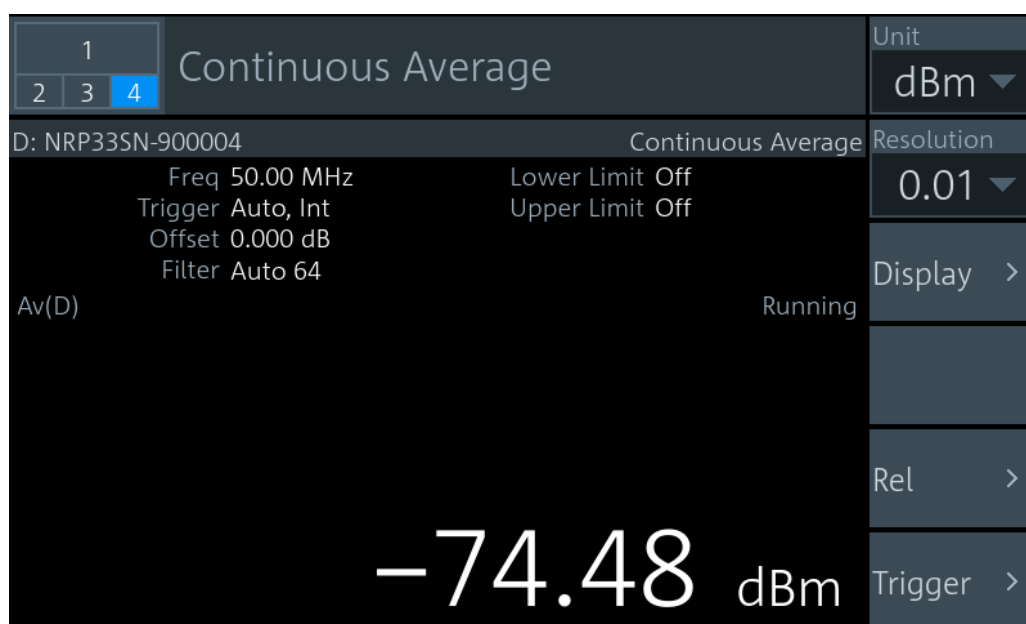 1
2 3 4
Continuous Average
Unit
dBm
D: NRP33SN-900004 Continuous Average
Resolution
0.01
Freq 50.00 MHz
Lower Limit Off
Trigger Auto, Int
Upper Limit Off
Offset 0.000 dB
Filter Auto 64
Av(D) Running
Display >
Rel >
−74.48 dBm
Trigger >